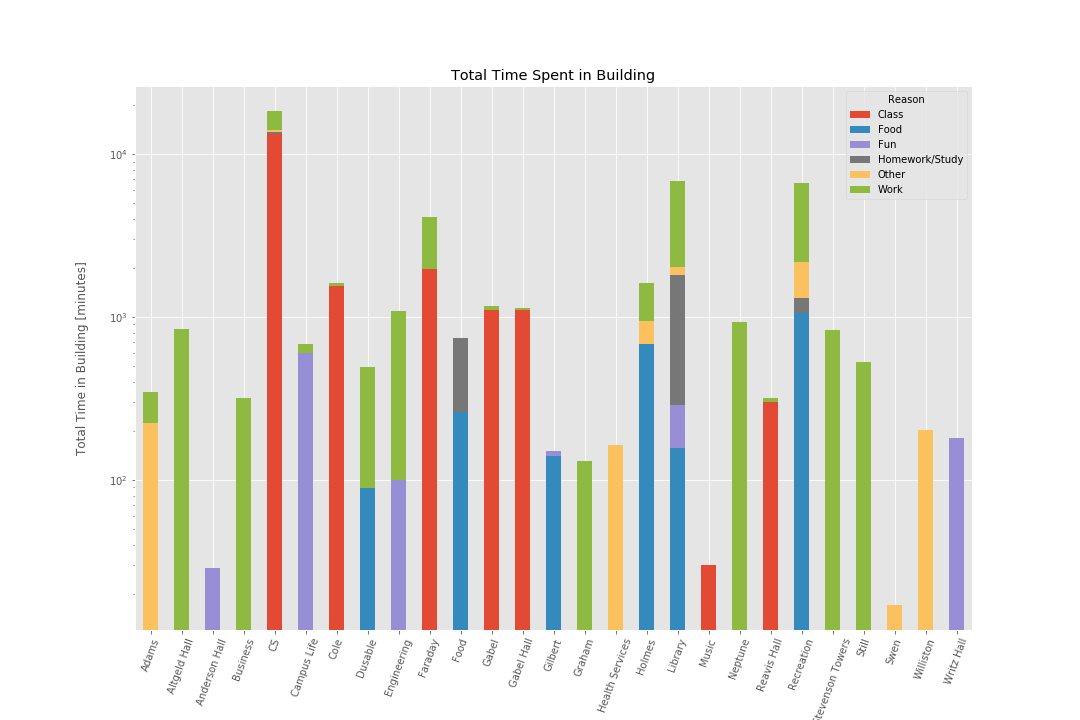 Total Time Spent in Building
Reason
Class
Food
Fun
Homework/Study
Other
Work
Total Time in Building [minutes]
10⁴
10³
10²
Adams
Altgeld Hall
Anderson Hall
Business
CS
Campus Life
Cole
Dusable
Engineering
Faraday
Food
Gabel
Gabel Hall
Gilbert
Graham
Health Services
Holmes
Library
Music
Neptune
Reavis Hall
Recreation
Stevenson Towers
Still
Swen
Williston
Writz Hall